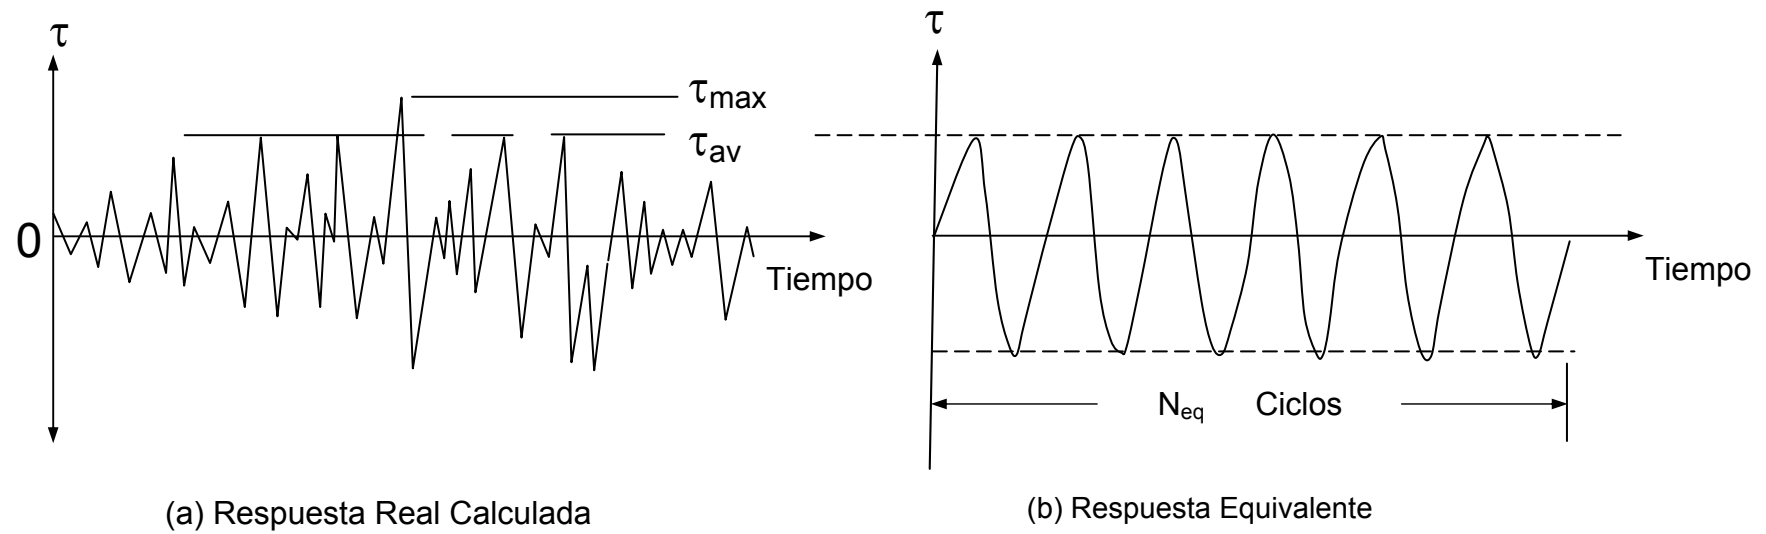 τ
τmax
τav
0
Tiempo
(a) Respuesta Real Calculada
τ
Tiempo
Neq Ciclos
(b) Respuesta Equivalente